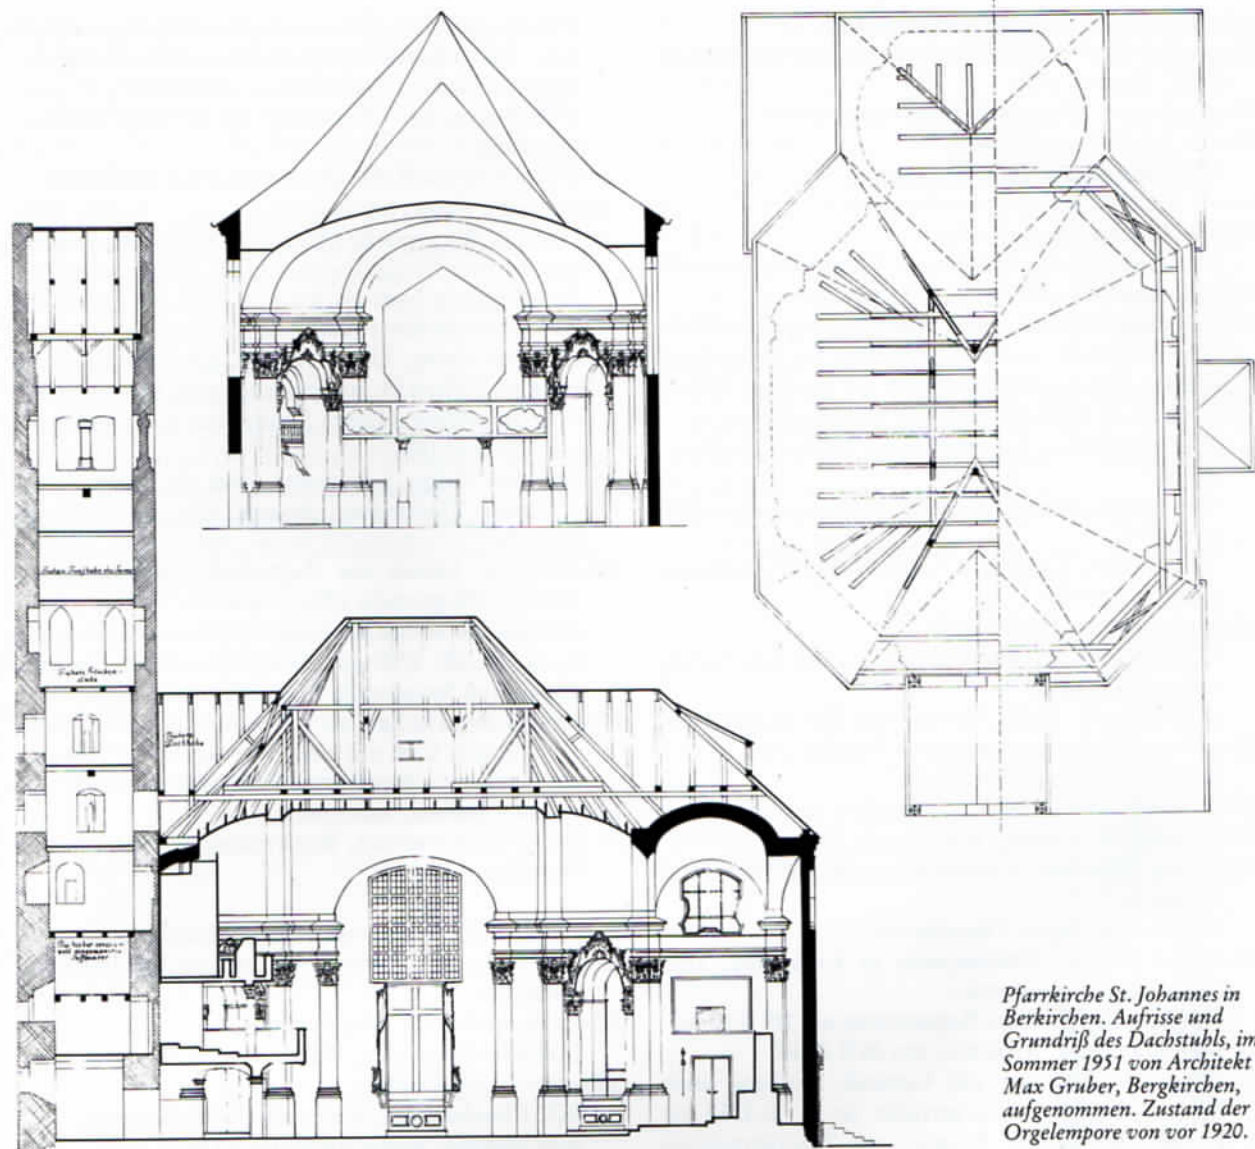 Pfarrkirche St. Johannes in
Berkirchen. Aufrisse und
Grundriß des Dachstuhls, im
Sommer 1951 von Architekt
Max Gruber, Bergkirchen,
aufgenommen. Zustand der
Orgelempore von vor 1920.